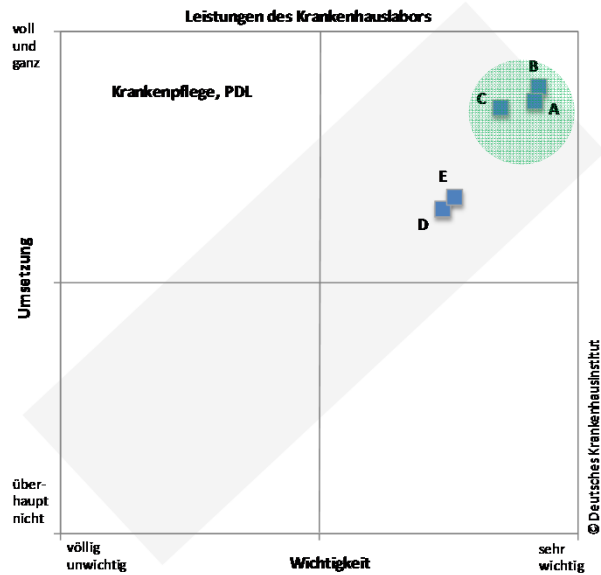 Leistungen des Krankenhauslabors
voll
und
ganz
Krankenpflege, PDL
B
C
A
E
D
Umsetzung
© Deutsches Krankenhausinstitut
über-
haupt
nicht
völlig
unwichtig
Wichtigkeit
sehr
wichtig